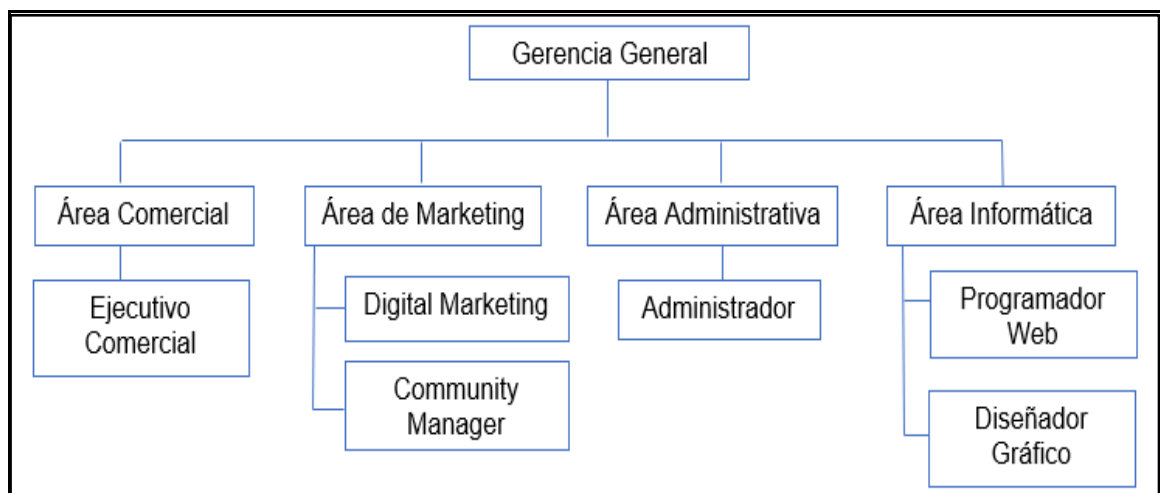 Gerencia General
Área Comercial
Área de Marketing
Área Administrativa
Área Informática
Ejecutivo
Comercial
Digital Marketing
Community
Manager
Administrador
Programador
Web
Diseñador
Gráfico